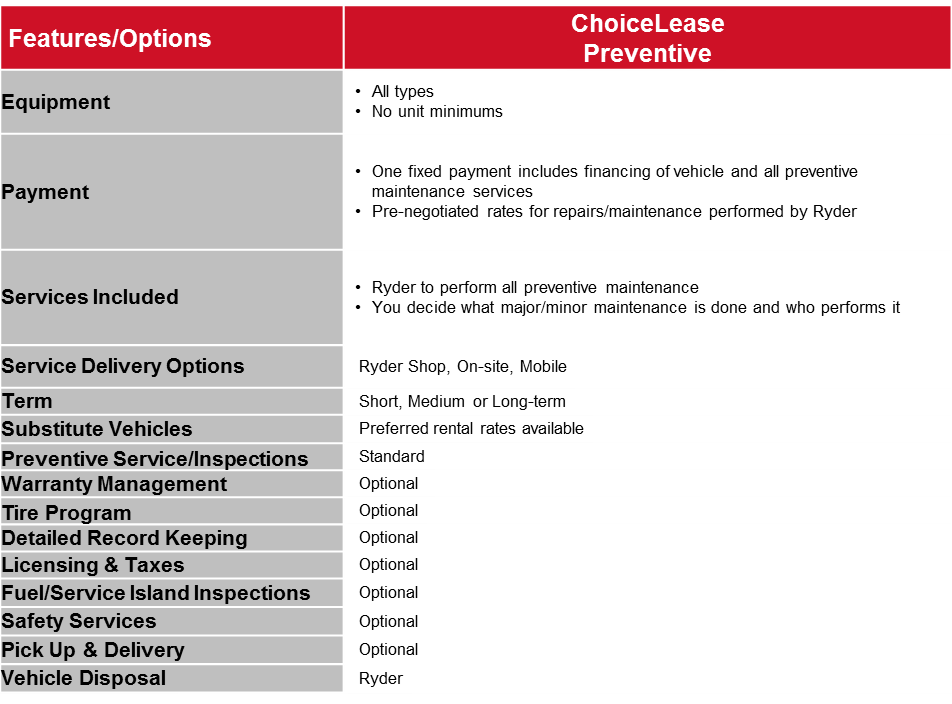 Features/Options
ChoiceLease
Preventive
Equipment
• All types
• No unit minimums
Payment
• One fixed payment includes financing of vehicle and all preventive
maintenance services
• Pre-negotiated rates for repairs/maintenance performed by Ryder
Services Included
• Ryder to perform all preventive maintenance
• You decide what major/minor maintenance is done and who performs it
Service Delivery Options
Ryder Shop, On-site, Mobile
Term
Short, Medium or Long-term
Substitute Vehicles
Preferred rental rates available
Preventive Service/Inspections
Standard
Warranty Management
Optional
Tire Program
Optional
Detailed Record Keeping
Optional
Licensing & Taxes
Optional
Fuel/Service Island Inspections
Optional
Safety Services
Optional
Pick Up & Delivery
Optional
Vehicle Disposal
Ryder